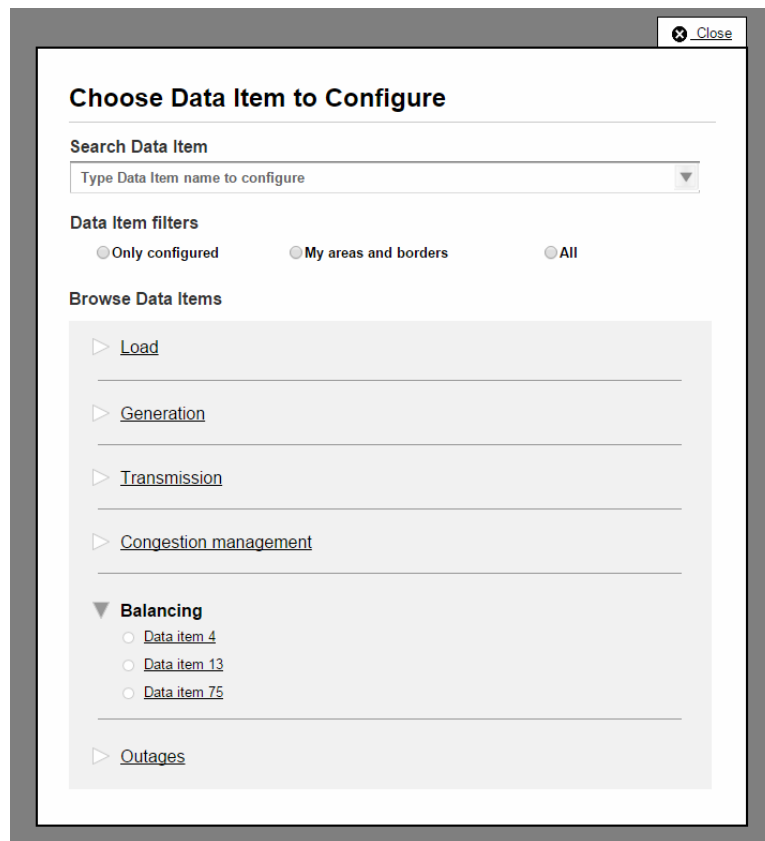 Close
Choose Data Item to Configure
Search Data Item
Type Data Item name to configure
Data Item filters
Only configured My areas and borders All
Browse Data Items
Load
Generation
Transmission
Congestion management
Balancing
Data item 4
Data item 13
Data item 75
Outages